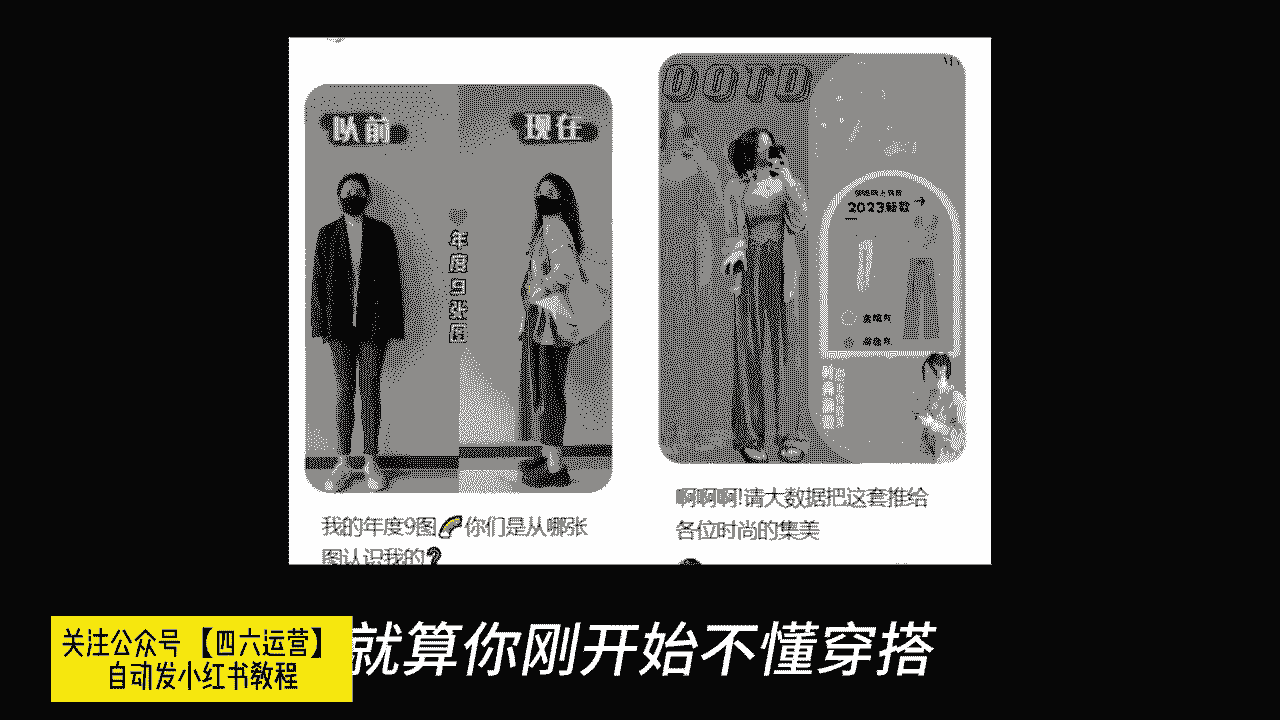 以前
现在
年度9张图
我的年度9图🌈你们是从哪张
图认识我的❓
OOTD
2023新款
啊啊啊!请大数据把这套推给
各位时尚的集美
关注公众号 【四六运营】
自动发小红书教程
就算你刚开始不懂穿搭